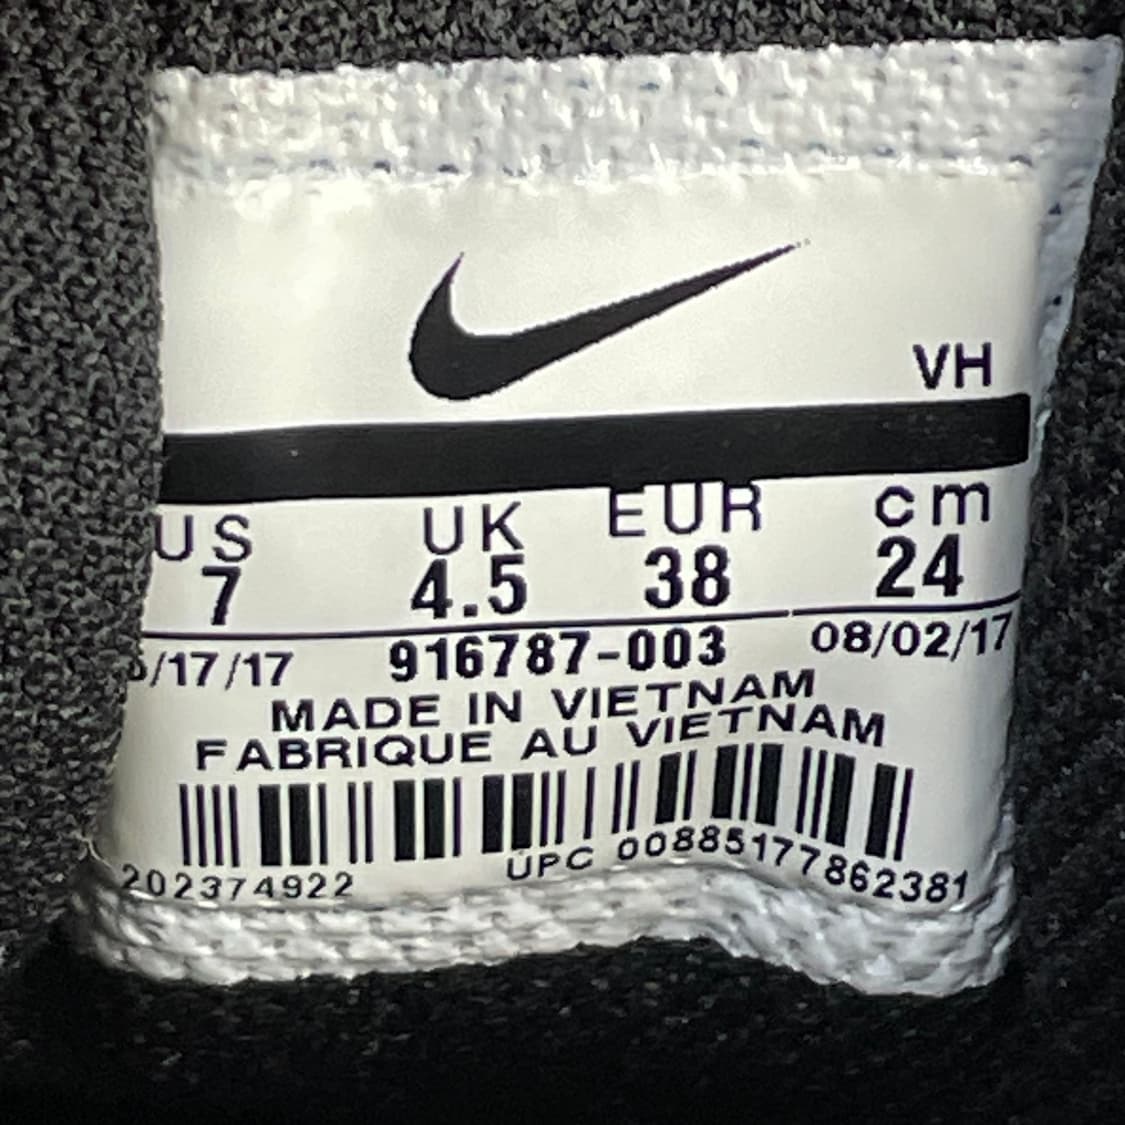 VH
US UK EUR cm
7 4.5 38 24
/17/17 916787-003 08/02/17
MADE IN VIETNAM
FABRIQUE AU VIETNAM
202374922 UPC 00885177862381